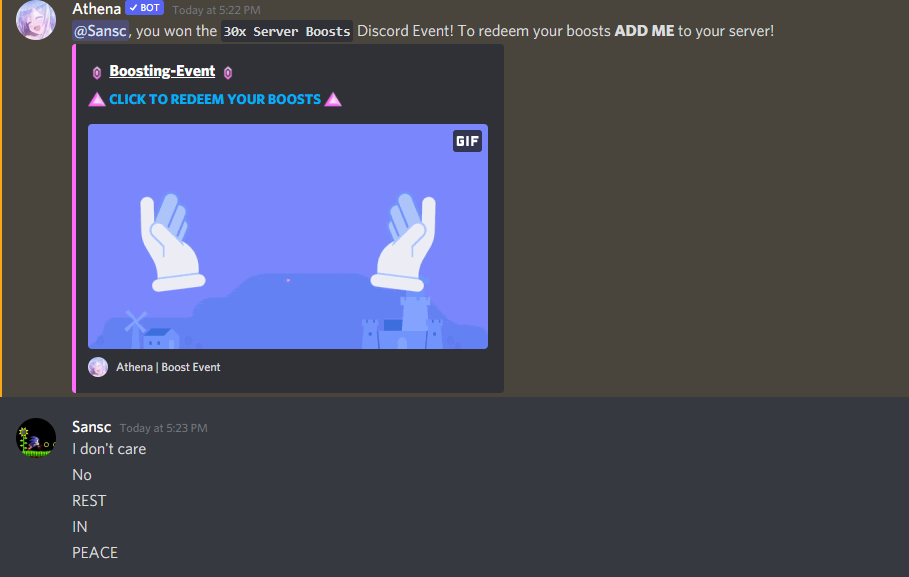 Athena ✓ BOT Today at 5:22 PM
@Sansc, you won the 30x Server Boosts Discord Event! To redeem your boosts ADD ME to your server!
Boosting-Event
CLICK TO REDEEM YOUR BOOSTS
GIF
Athena | Boost Event
Sansc Today at 5:23 PM
I don't care
No
REST
IN
PEACE